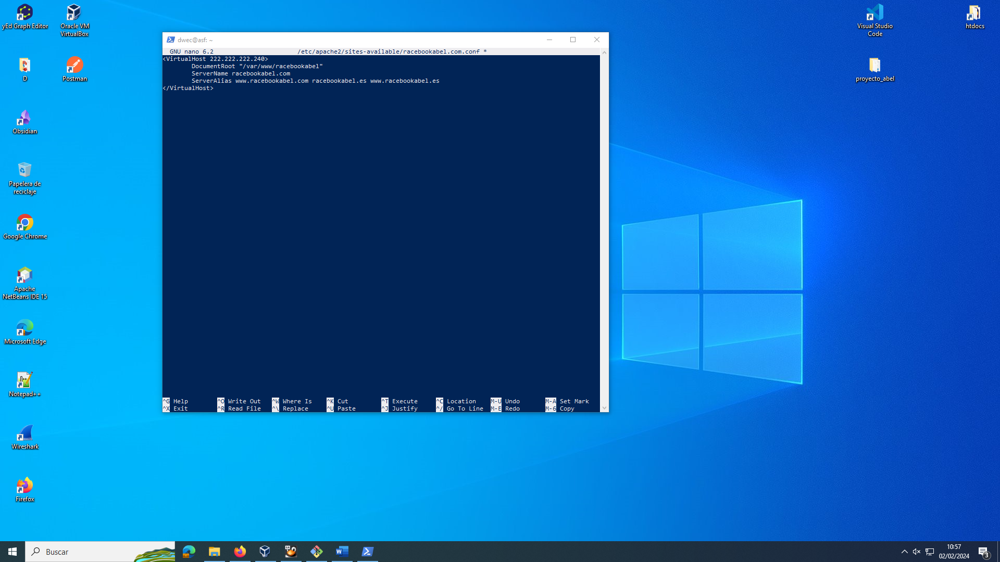 yEd Graph Editor
Oracle VM
VirtualBox
D
Postman
Obsidian
Papelera de
reciclaje
Google Chrome
Apache
NetBeans IDE 15
Microsoft Edge
Notepad++
Wireshark
Firefox
Visual Studio
Code
htdocs
proyecto_abel
dwec@asf: ~
GNU nano 6.2 /etc/apache2/sites-available/racebookabel.com.conf *
<VirtualHost 222.222.222.240>
DocumentRoot "/var/www/racebookabel"
ServerName racebookabel.com
ServerAlias www.racebookabel.com racebookabel.es www.racebookabel.es
</VirtualHost>
^G Help ^O Write Out ^W Where Is ^K Cut ^T Execute ^C Location M-U Undo M-A Set Mark
^X Exit ^R Read File ^\ Replace ^U Paste ^J Justify ^/ Go To Line M-E Redo M-6 Copy
Buscar
10:57
02/02/2024
3